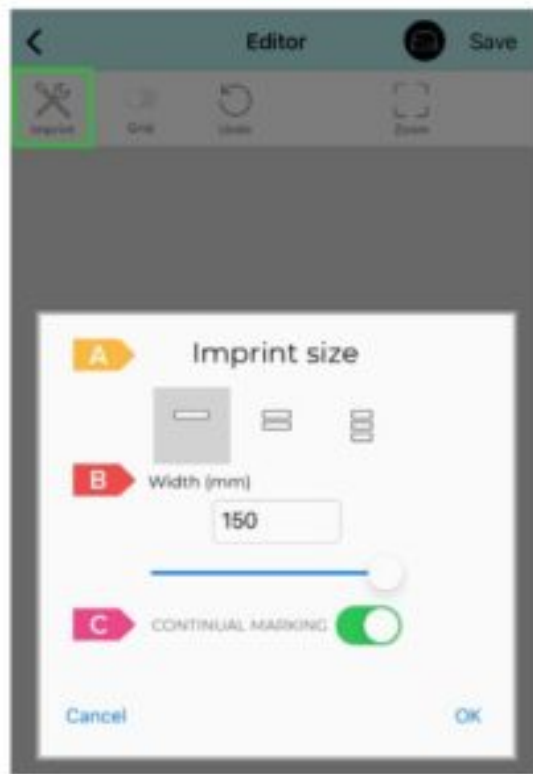 Editor Save
Imprint Grid Undo Zoom
A Imprint size
B Width (mm)
150
C CONTINUAL MARKING
Cancel OK